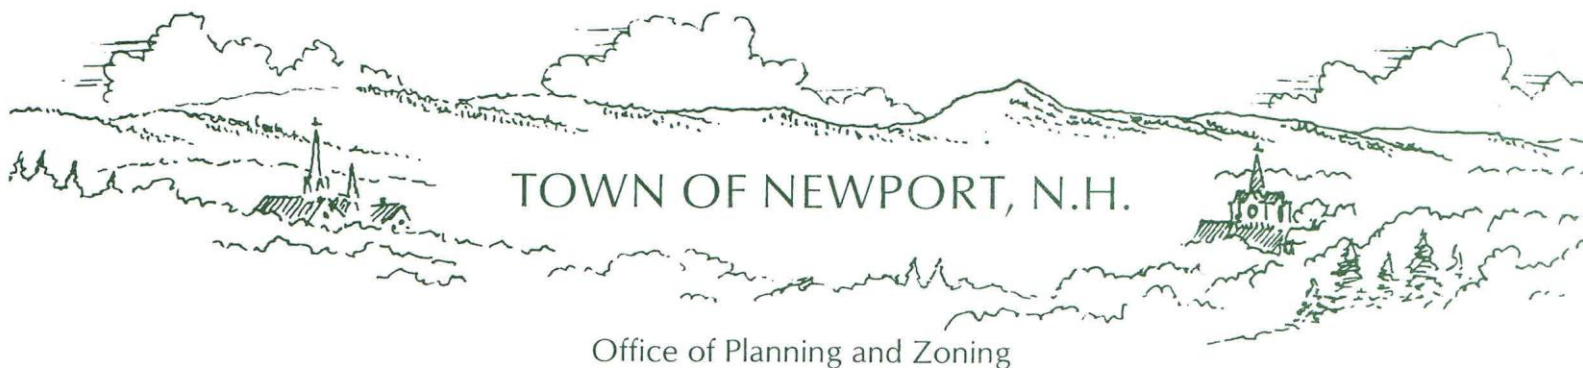 TOWN OF NEWPORT, N.H.
Office of Planning and Zoning